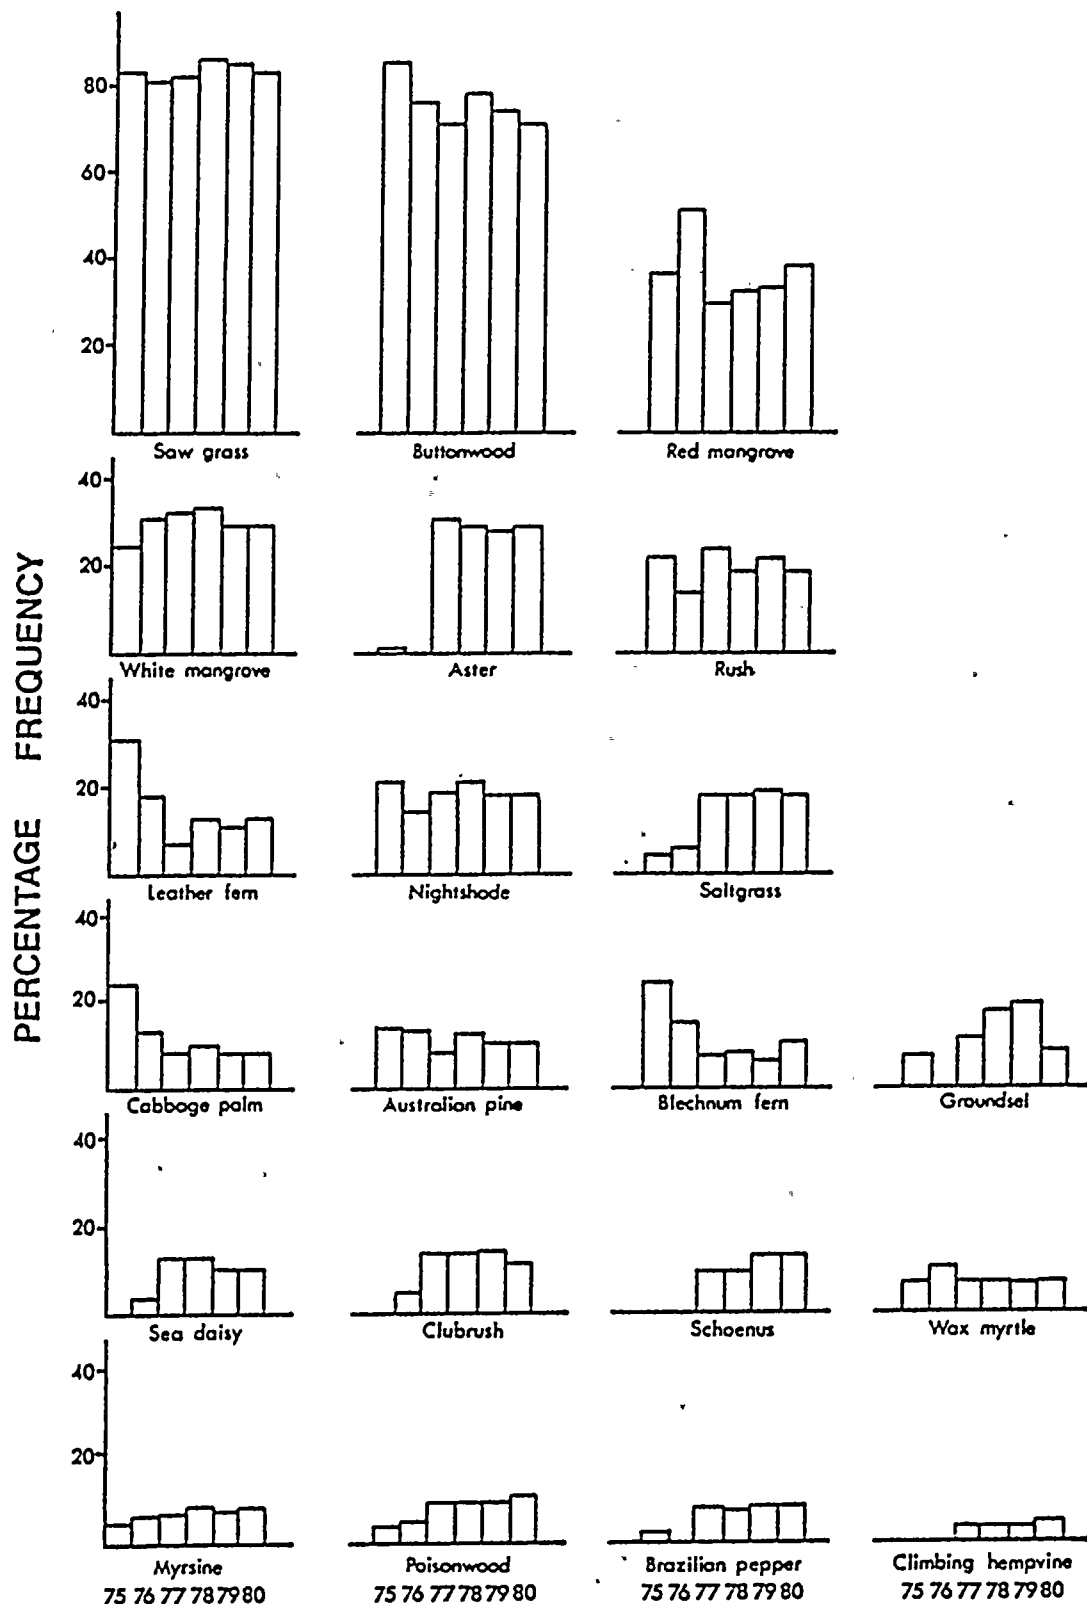 PERCENTAGE FREQUENCY
80
60
40
20
Saw grass Buttonwood Red mangrove
40
20
White mangrove Aster Rush
40
20
Leather fern Nightshade Saltgrass
40
20
Cabbage palm Australian pine Blechnum fern Groundsel
40
20
Sea daisy Clubrush Schoenus Wax myrtle
40
20
Myrsine Poisonwood Brazilian pepper Climbing hempvine
75 76 77 78 79 80 75 76 77 78 79 80 75 76 77 78 79 80 75 76 77 78 79 80